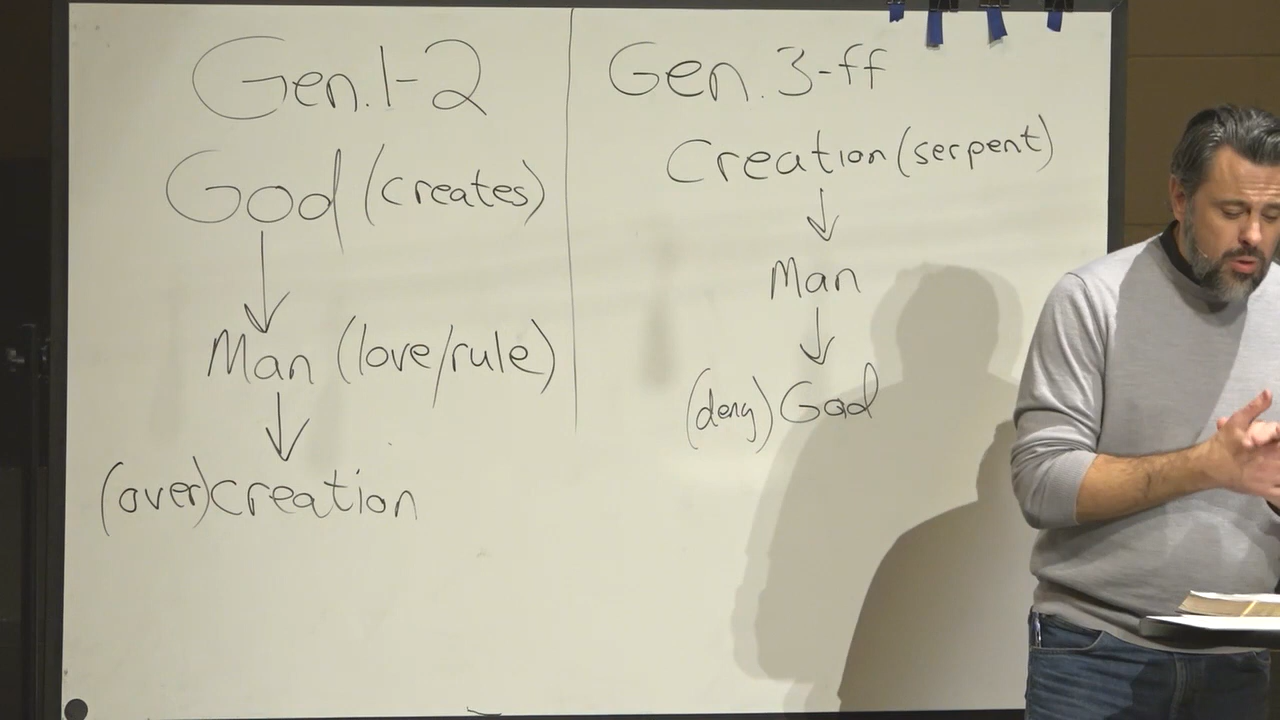 Gen. 1-2
God (creates)
Man (love/rule)
(over) creation
Gen. 3-ff
Creation (serpent)
Man
(deny) God